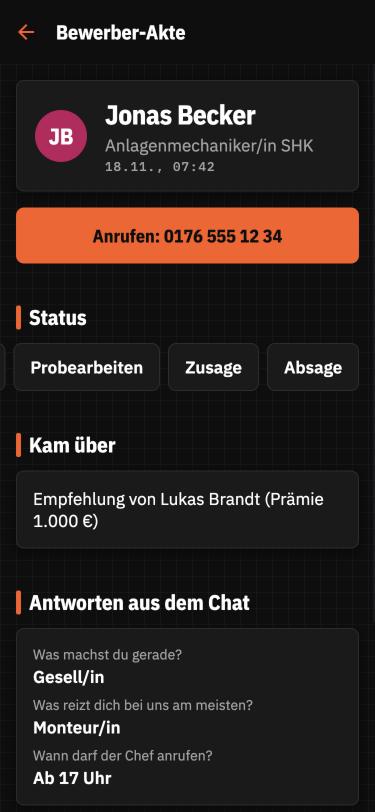 Bewerber-Akte
JB
Jonas Becker
Anlagenmechaniker/in SHK
18.11., 07:42
Anrufen: 0176 555 12 34
Status
Probearbeiten
Zusage
Absage
Kam über
Empfehlung von Lukas Brandt (Prämie
1.000 €)
Antworten aus dem Chat
Was machst du gerade?
Gesell/in
Was reizt dich bei uns am meisten?
Monteur/in
Wann darf der Chef anrufen?
Ab 17 Uhr